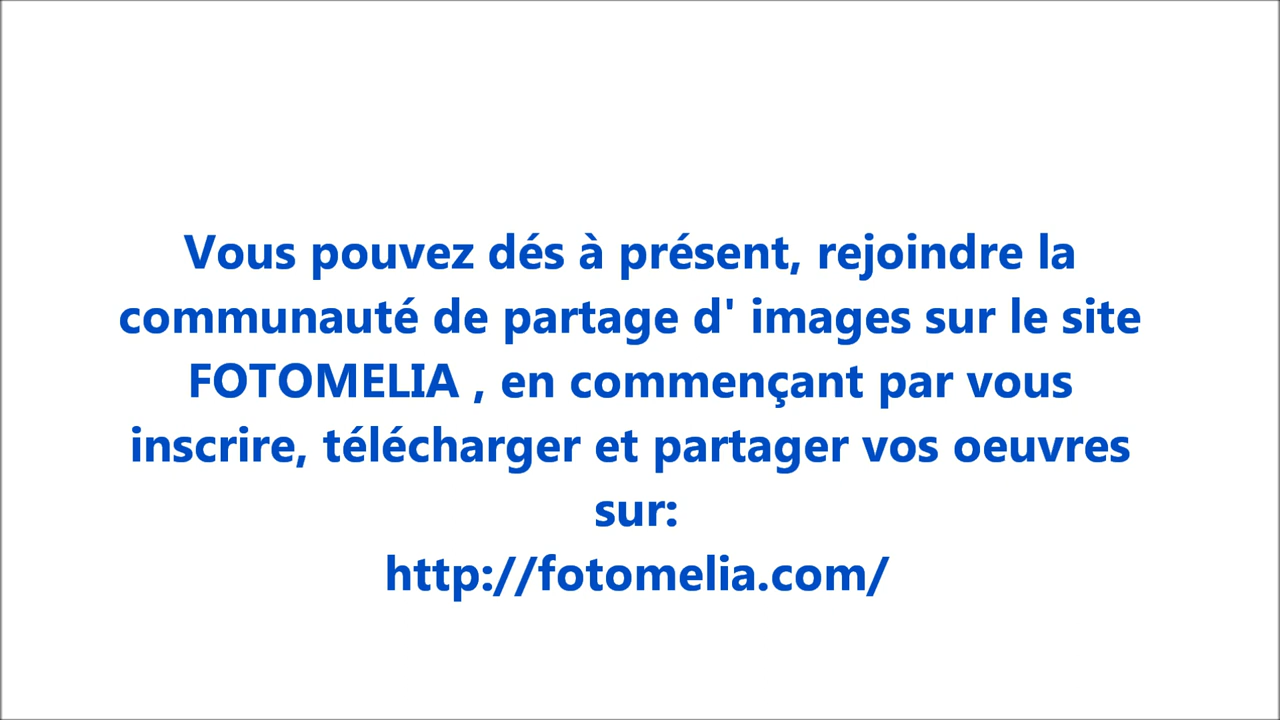 Vous pouvez dés à présent, rejoindre la
communauté de partage d' images sur le site
FOTOMELIA , en commençant par vous
inscrire, télécharger et partager vos oeuvres
sur:
http://fotomelia.com/